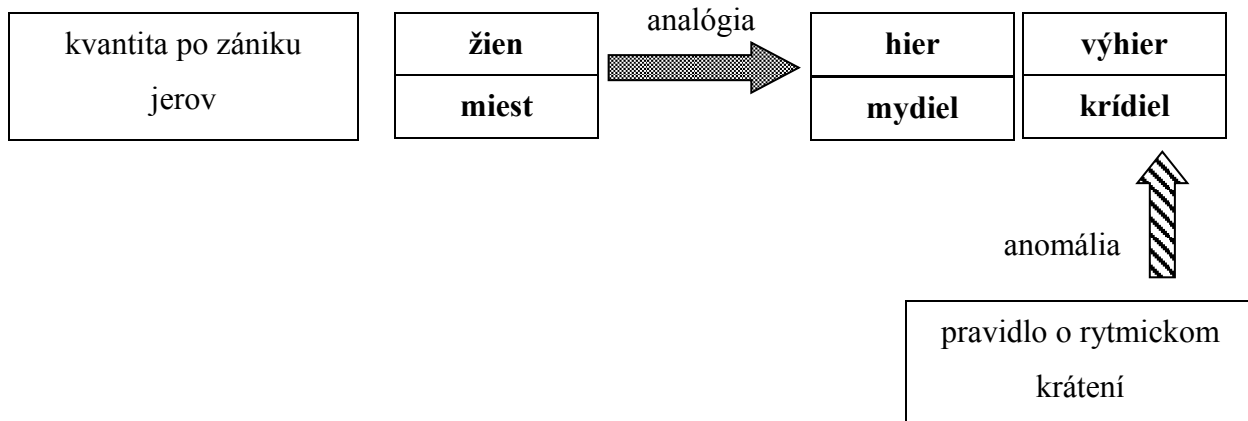 kvantita po zániku
jerov
žien
miest
analógia
hier
mydiel
výhier
krídiel
anomália
pravidlo o rytmickom
krátení